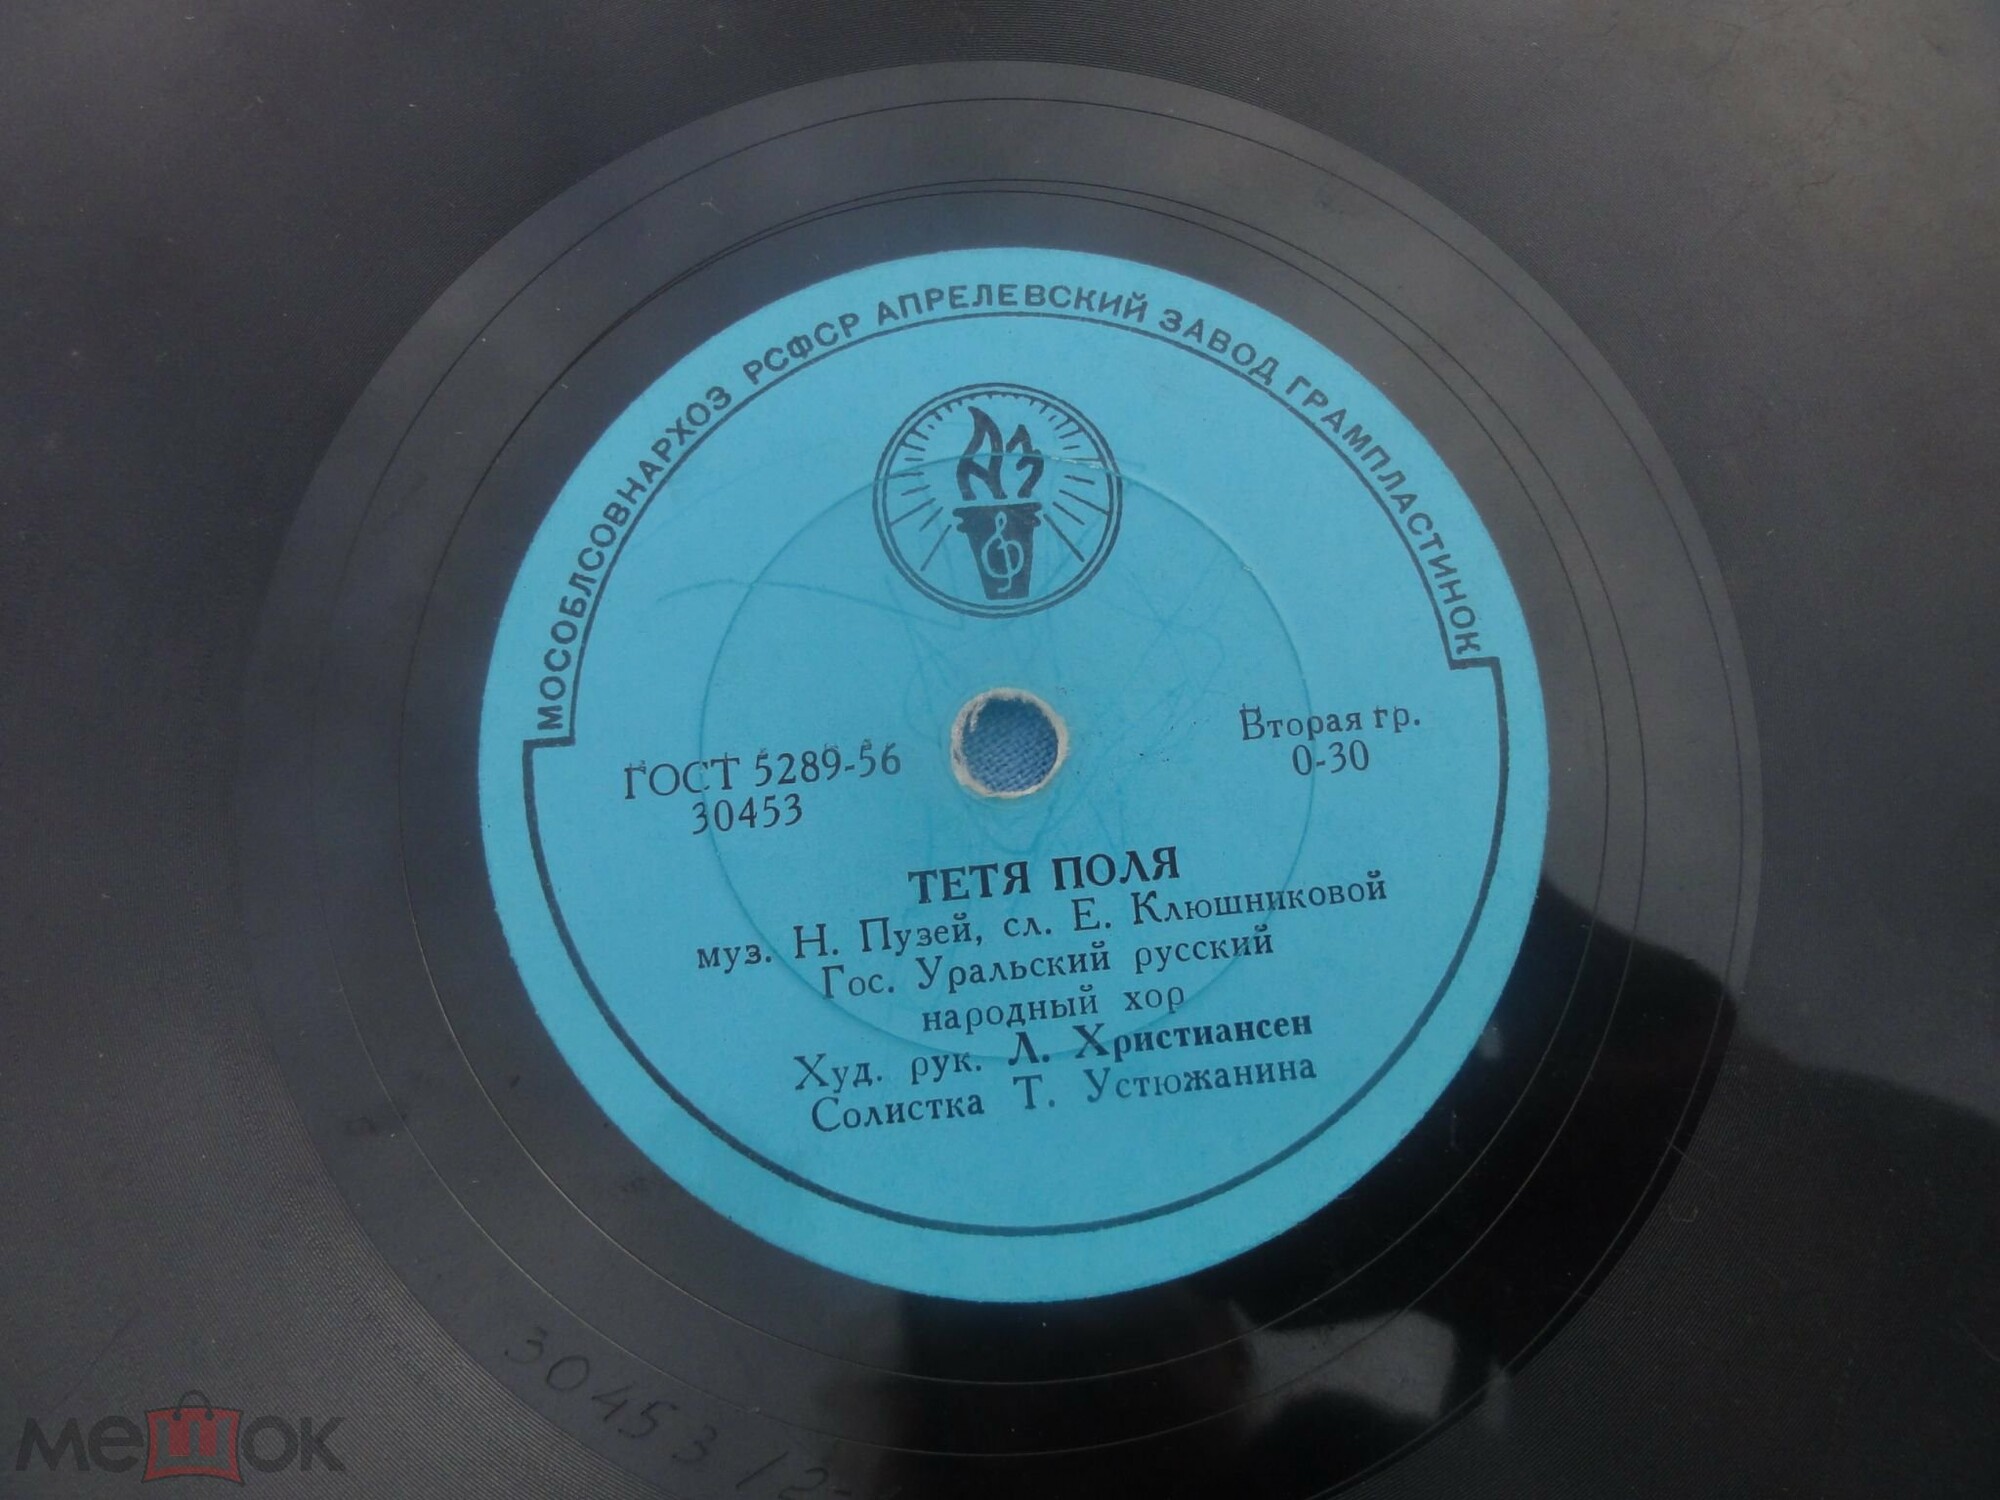 МОСОБЛСОВНАРХОЗ РСФСР АПРЕЛЕВСКИЙ ЗАВОД ГРАМПЛАСТИНОК
ГОСТ 5289-56
30453
Вторая гр.
0-30
ТЕТЯ ПОЛЯ
муз. Н. Пузей, сл. Е. Клюшниковой
Гос. Уральский русский
народный хор
Худ. рук. Л. Христиансен
Солистка Т. Устюжанина
30453 12-
мешок